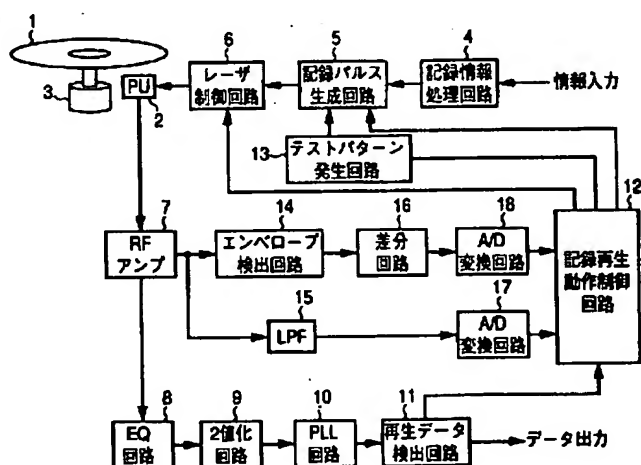 1
6
5
4
PU
3
2
レーザ
制御回路
記録パルス
生成回路
記録情報
処理回路
情報入力
13
テストパターン
発生回路
12
7
14
16
18
RF
アンプ
エンベロープ
検出回路
差分
回路
A/D
変換回路
記録再生
動作制御
回路
15
17
LPF
A/D
変換回路
8
9
10
11
EQ
回路
2値化
回路
PLL
回路
再生データ
検出回路
データ出力